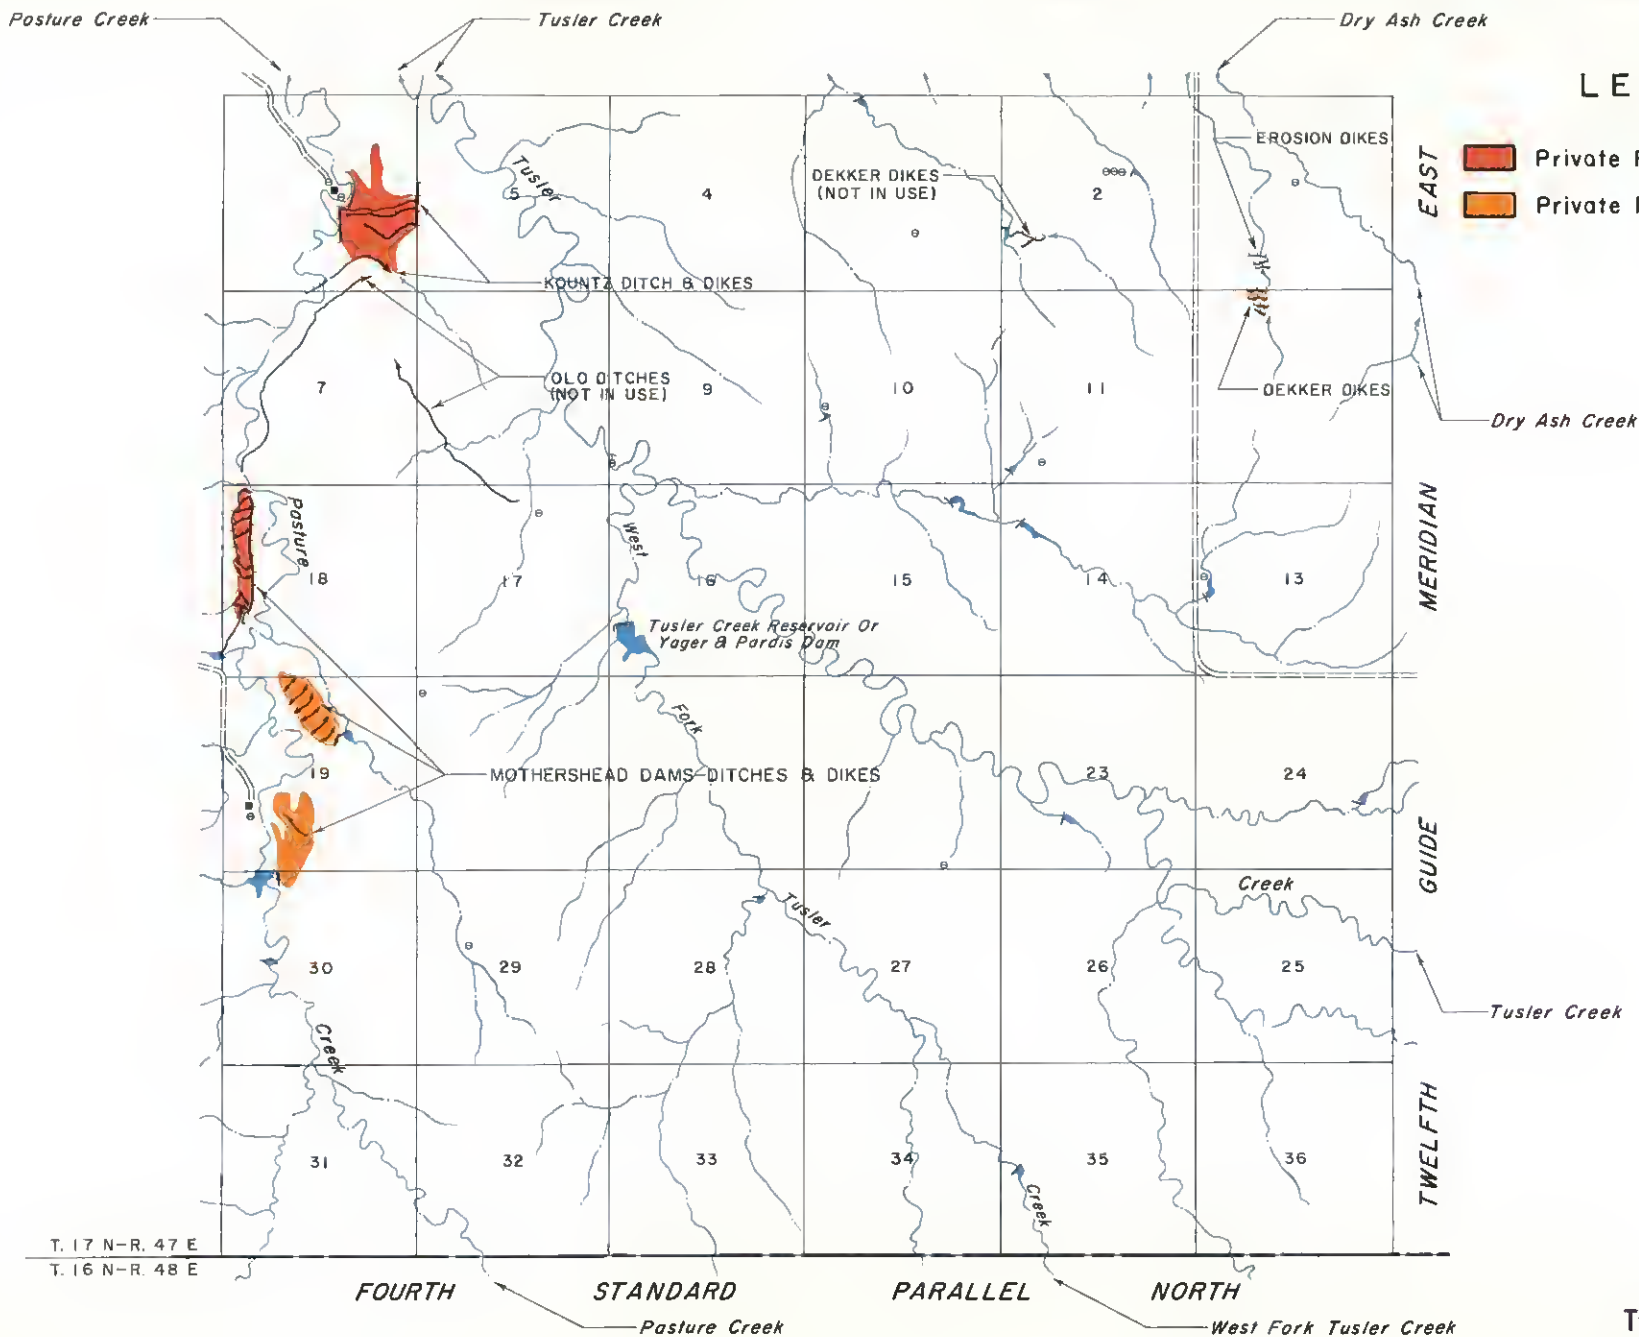 Pasture Creek
Tusler Creek
Dry Ash Creek
LE
EAST
Private
Private
EROSION DIKES
DEKKER DIKES
(NOT IN USE)
Tusler
5
4
2
KOUNTZ DITCH & DIKES
OLD DITCHES
(NOT IN USE)
DEKKER DIKES
7
9
10
11
Dry Ash Creek
MERIDIAN
Pasture
West
18
17
16
15
14
13
Tusler Creek Reservoir Or
Yager & Pardis Dam
Fork
19
MOTHERSHEAD DAMS-DITCHES & DIKES
23
24
GUIDE
Creek
Tusler
30
29
28
27
26
25
Tusler Creek
Creek
TWELFTH
31
32
33
34
35
36
Creek
T. 17 N-R. 47 E
T. 16 N-R. 48 E
FOURTH STANDARD PARALLEL NORTH
Pasture Creek
West Fork Tusler Creek
T